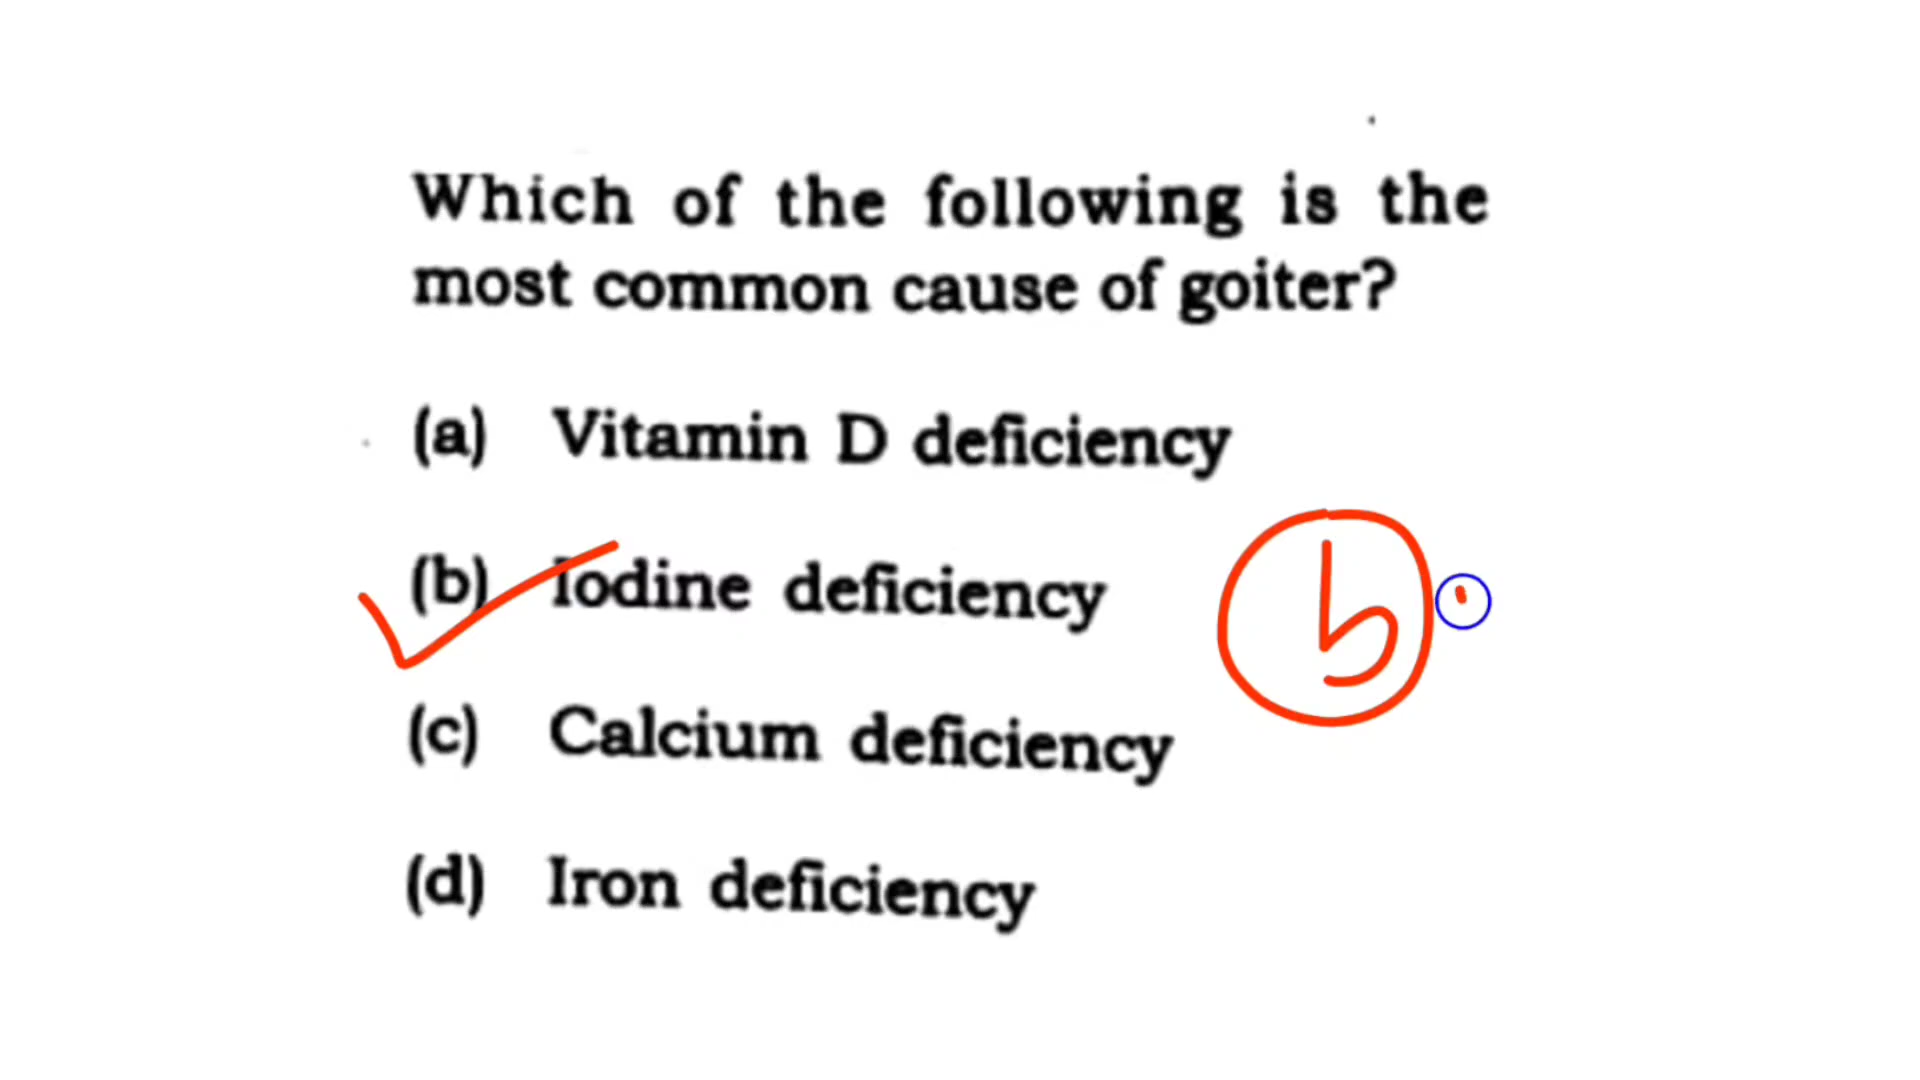 Which of the following is the
most common cause of goiter?
(a) Vitamin D deficiency
(b) Iodine deficiency
b
(c) Calcium deficiency
(d) Iron deficiency